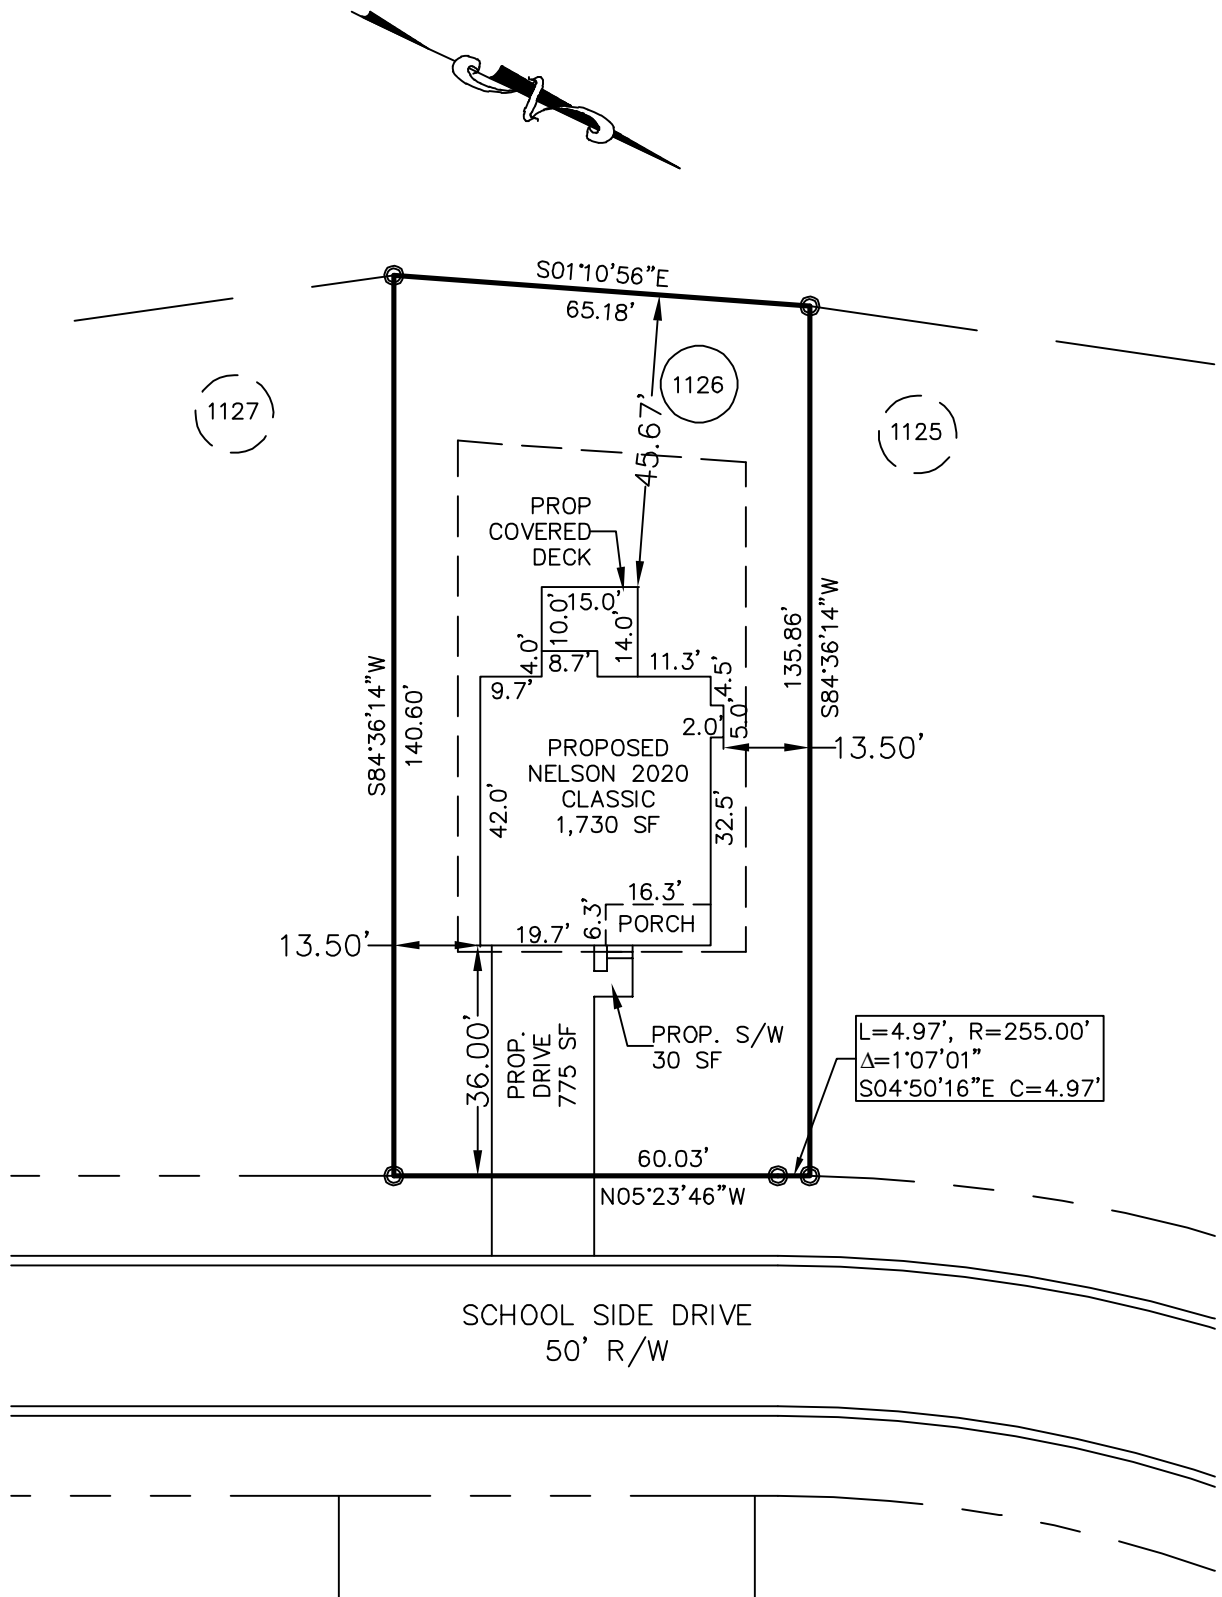 S01°10'56"E
65.18'
1126
1127
1125
45.67'
PROP
COVERED
DECK
15.0'
10.0'
14.0'
4.0'
8.7'
11.3'
9.7'
4.5'
2.0'
5.0'
135.86'
S84°36'14"W
S84°36'14"W
140.60'
13.50'
PROPOSED
NELSON 2020
CLASSIC
1,730 SF
42.0'
32.5'
16.3'
6.3'
PORCH
19.7'
13.50'
36.00'
PROP.
DRIVE
775 SF
PROP. S/W
30 SF
L=4.97', R=255.00'
Δ=1°07'01"
S04°50'16"E C=4.97'
60.03'
N05°23'46"W
SCHOOL SIDE DRIVE
50' R/W